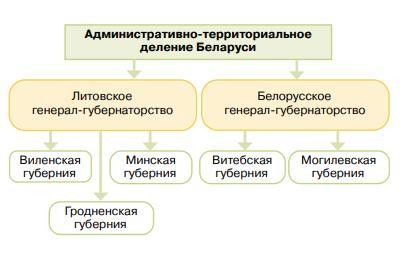 Административно-территориальное
деление Беларуси
Литовское
генерал-губернаторство
Белорусское
генерал-губернаторство
Виленская
губерния
Минская
губерния
Витебская
губерния
Могилевская
губерния
Гродненская
губерния